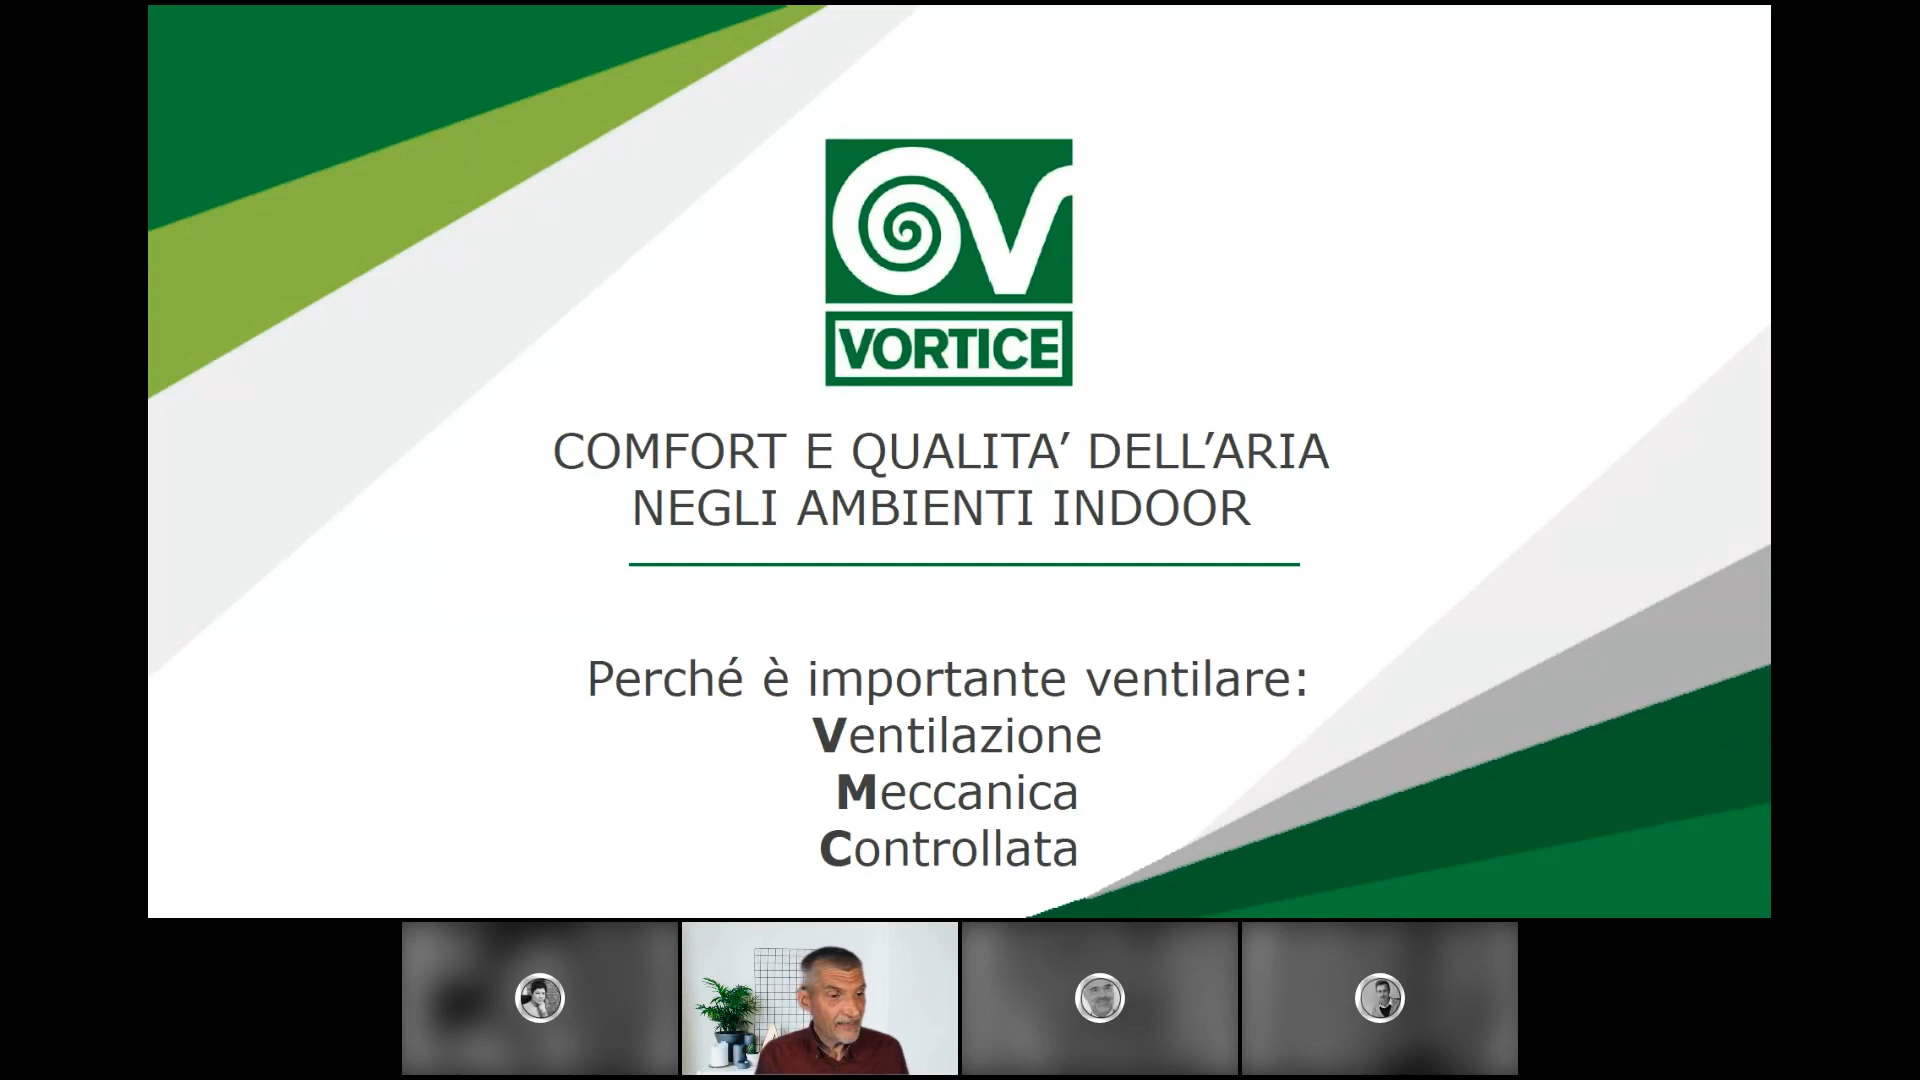 VORTICE
COMFORT E QUALITA’ DELL’ARIA
NEGLI AMBIENTI INDOOR
Perché è importante ventilare:
Ventilazione
Meccanica
Controllata